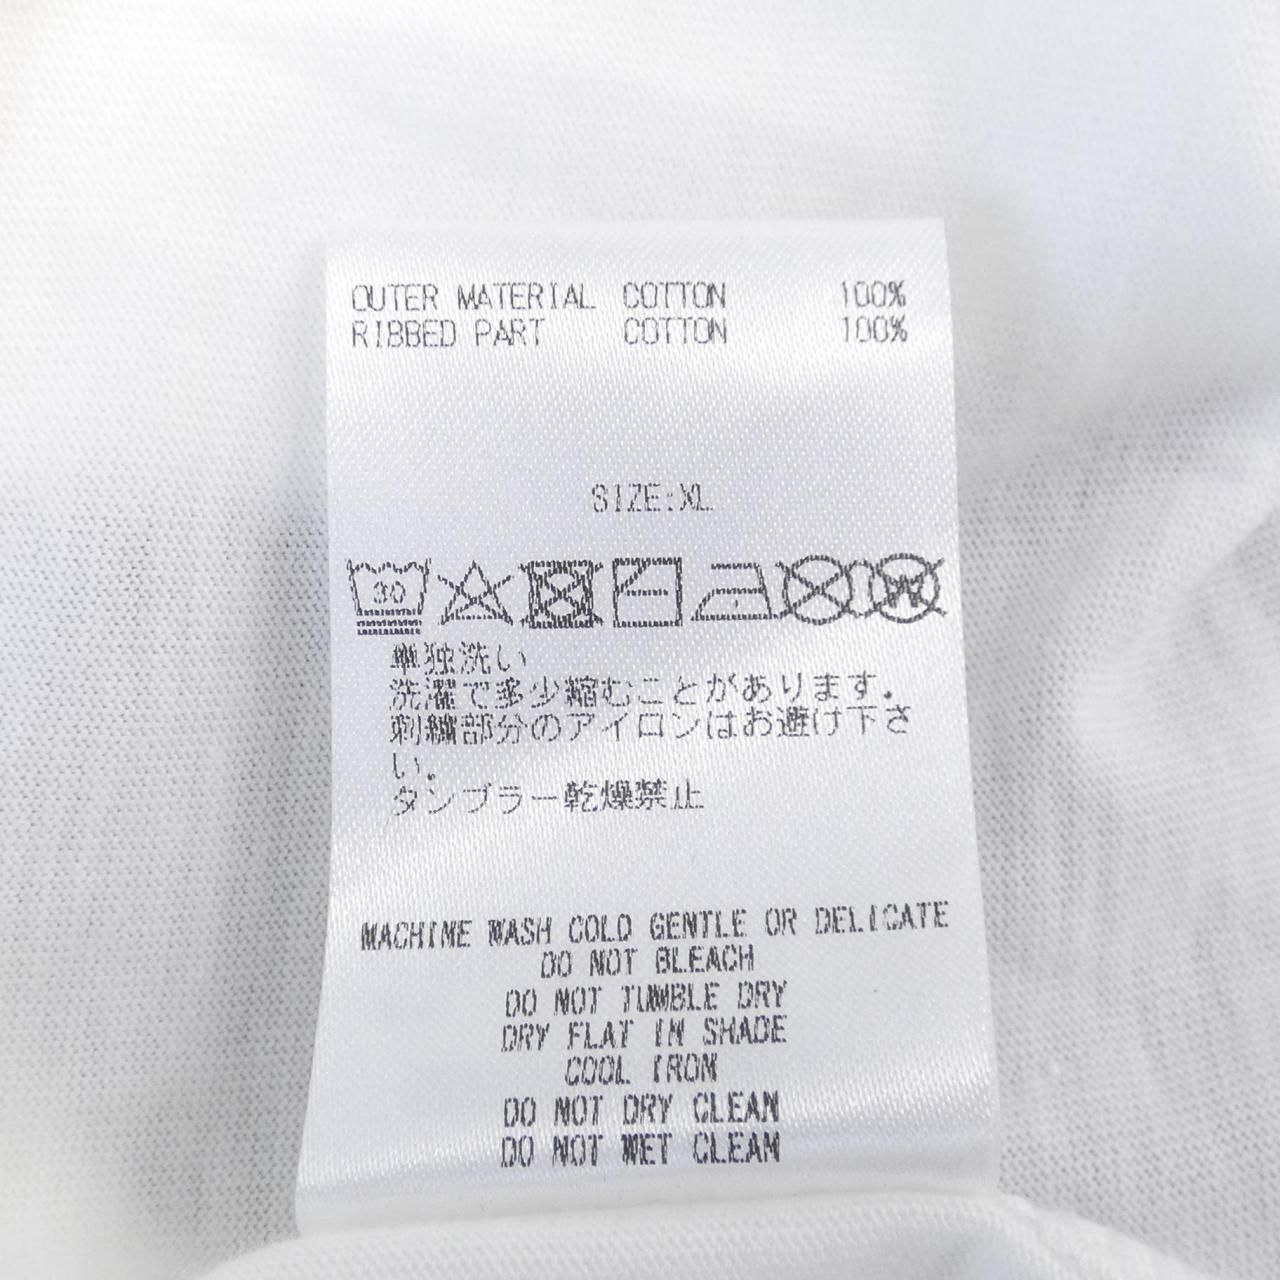 OUTER MATERIAL COTTON 100%
RIBBED PART COTTON 100%
SIZE:XL
30
W
単独洗い
洗濯で多少縮むことがあります.
刺繍部分のアイロンはお避け下さ
い.
タンブラー乾燥禁止
MACHINE WASH COLD GENTLE OR DELICATE
DO NOT BLEACH
DO NOT TUMBLE DRY
DRY FLAT IN SHADE
COOL IRON
DO NOT DRY CLEAN
DO NOT WET CLEAN